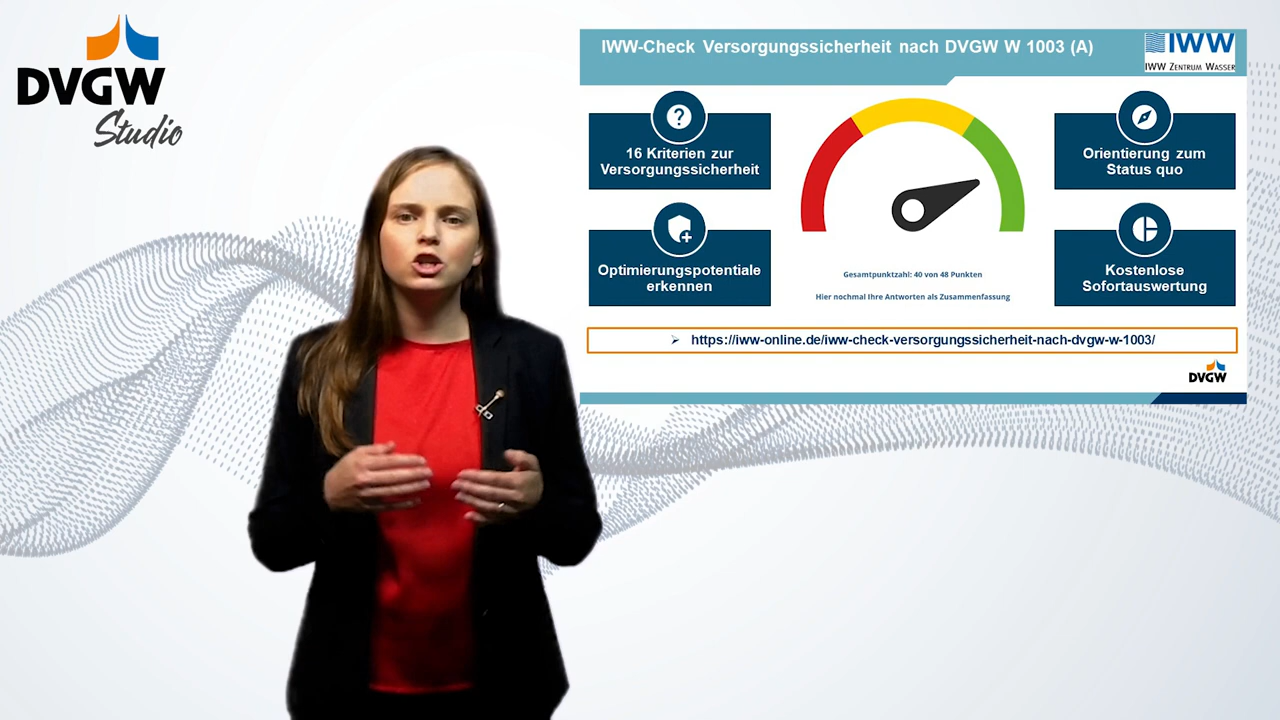 DVGW
Studio
IWW-Check Versorgungssicherheit nach DVGW W 1003 (A)
IWW
IWW ZENTRUM WASSER
16 Kriterien zur
Versorgungssicherheit
Orientierung zum
Status quo
Optimierungspotentiale
erkennen
Kostenlose
Sofortauswertung
Gesamtpunktzahl: 40 von 48 Punkten
Hier nochmal Ihre Antworten als Zusammenfassung
➢ https://iww-online.de/iww-check-versorgungssicherheit-nach-dvgw-w-1003/
DVGW